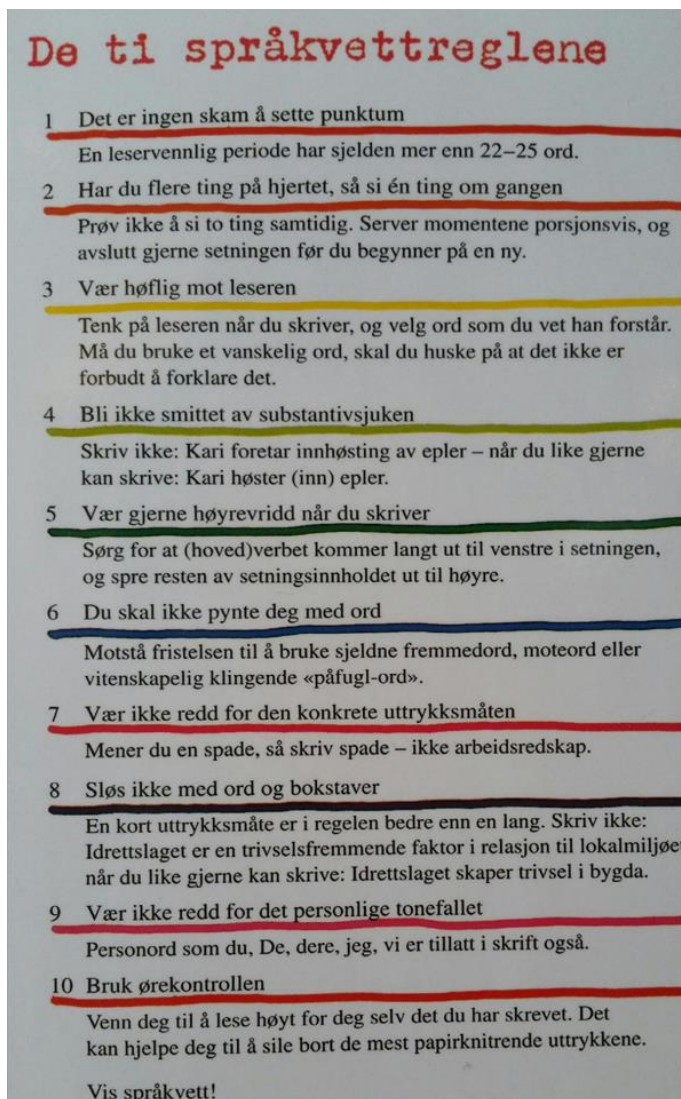 De ti språkvettreglene
1 Det er ingen skam å sette punktum
En leservennlig periode har sjelden mer enn 22–25 ord.
2 Har du flere ting på hjertet, så si én ting om gangen
Prøv ikke å si to ting samtidig. Server momentene porsjonsvis, og
avslutt gjerne setningen før du begynner på en ny.
3 Vær høflig mot leseren
Tenk på leseren når du skriver, og velg ord som du vet han forstår.
Må du bruke et vanskelig ord, skal du huske på at det ikke er
forbudt å forklare det.
4 Bli ikke smittet av substantivsjuken
Skriv ikke: Kari foretar innhøsting av epler – når du like gjerne
kan skrive: Kari høster (inn) epler.
5 Vær gjerne høyrevridd når du skriver
Sørg for at (hoved)verbet kommer langt ut til venstre i setningen,
og spre resten av setningsinnholdet ut til høyre.
6 Du skal ikke pynte deg med ord
Motstå fristelsen til å bruke sjeldne fremmedord, moteord eller
vitenskapelig klingende «påfugl-ord».
7 Vær ikke redd for den konkrete uttrykksmåten
Mener du en spade, så skriv spade – ikke arbeidsredskap.
8 Sløs ikke med ord og bokstaver
En kort uttrykksmåte er i regelen bedre enn en lang. Skriv ikke:
Idrettslaget er en trivselsfremmende faktor i relasjon til lokalmiljøet
når du like gjerne kan skrive: Idrettslaget skaper trivsel i bygda.
9 Vær ikke redd for det personlige tonefallet
Personord som du, De, dere, jeg, vi er tillatt i skrift også.
10 Bruk ørekontrollen
Venn deg til å lese høyt for deg selv det du har skrevet. Det
kan hjelpe deg til å sile bort de mest papirknitrende uttrykkene.
Vis språkvett!